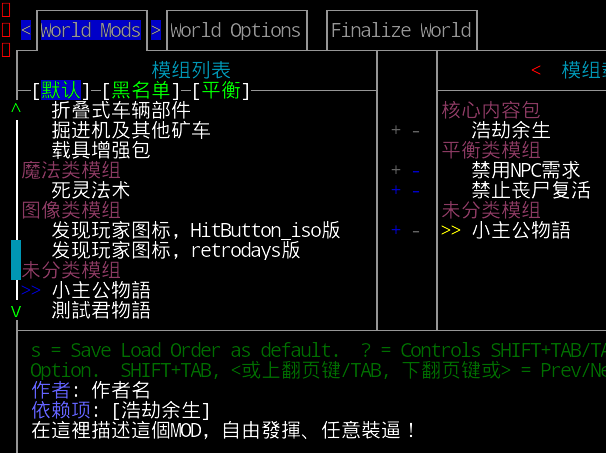 < World Mods > World Options Finalize World
模组列表 < 模组
[默认] [黑名单] [平衡]
^ 折叠式车辆部件 核心内容包
掘进机及其他矿车 + - 浩劫余生
载具增强包 平衡类模组
魔法类模组 + - 禁用NPC需求
死灵法术 + - 禁止丧尸复活
图像类模组 未分类模组
发现玩家图标, HitButton_iso版 + - >> 小主公物語
发现玩家图标, retrodays版
未分类模组
>> 小主公物語
v 測試君物語
s = Save Load Order as default. ? = Controls SHIFT+TAB/TA
Option. SHIFT+TAB, <或上翻页键/TAB, 下翻页键或> = Prev/Ne
作者: 作者名
依赖项: [浩劫余生]
在這裡描述這個MOD, 自由發揮、任意裝逼！